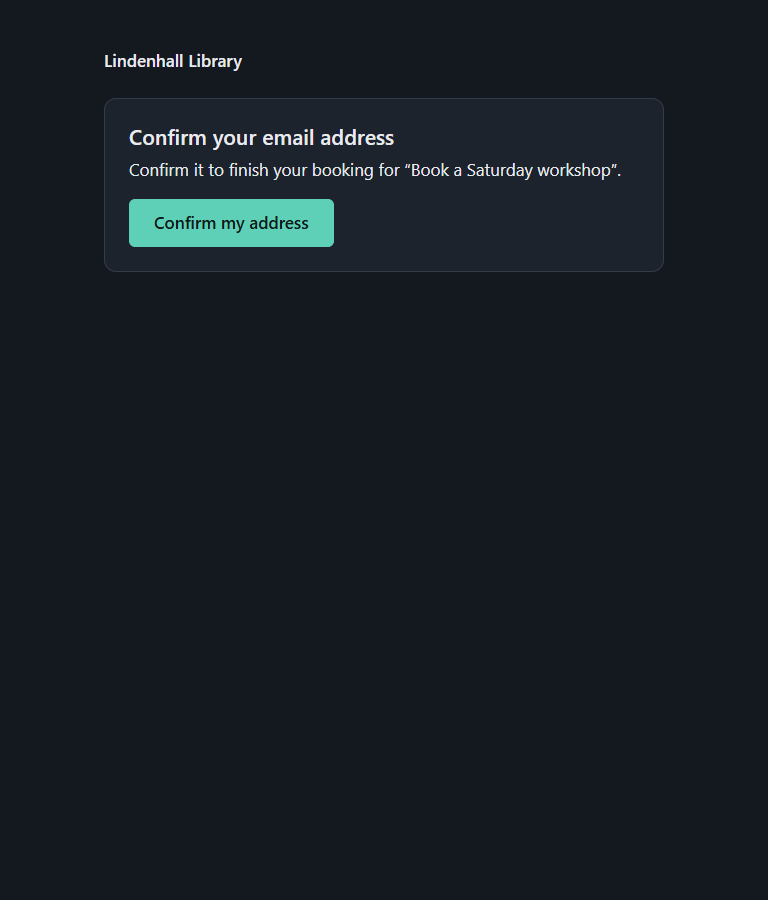 Lindenhall Library
Confirm your email address
Confirm it to finish your booking for “Book a Saturday workshop”.
Confirm my address